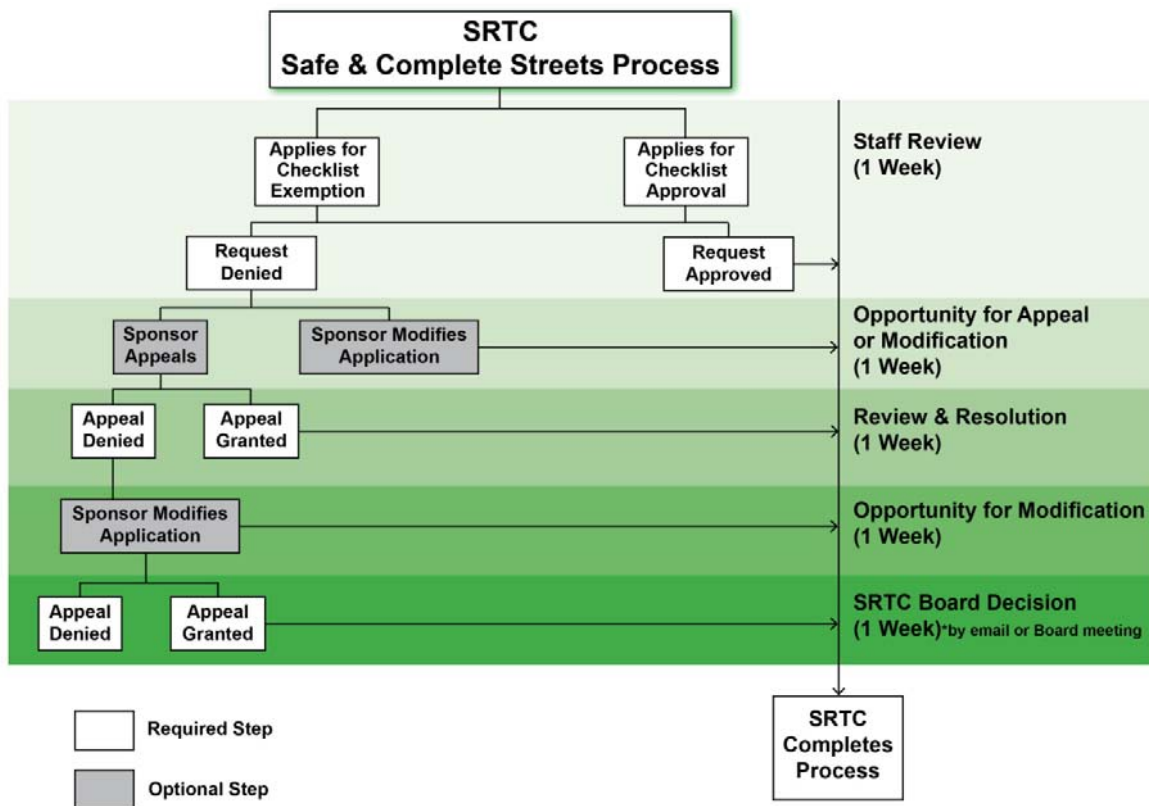 SRTC
Safe & Complete Streets Process
Applies for
Checklist
Exemption
Applies for
Checklist
Approval
Staff Review
(1 Week)
Request
Denied
Request
Approved
Sponsor
Appeals
Sponsor Modifies
Application
Opportunity for Appeal
or Modification
(1 Week)
Appeal
Denied
Appeal
Granted
Review & Resolution
(1 Week)
Sponsor Modifies
Application
Opportunity for Modification
(1 Week)
Appeal
Denied
Appeal
Granted
SRTC Board Decision
(1 Week)*by email or Board meeting
Required Step
Optional Step
SRTC
Completes
Process